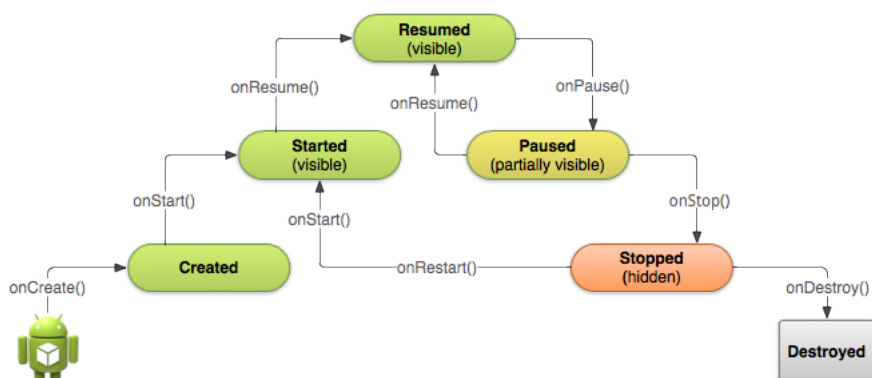 Resumed
(visible)
onResume()
onResume()
onPause()
Started
(visible)
Paused
(partially visible)
onStart()
onStart()
onStop()
Created
onRestart()
Stopped
(hidden)
onCreate()
onDestroy()
Destroyed